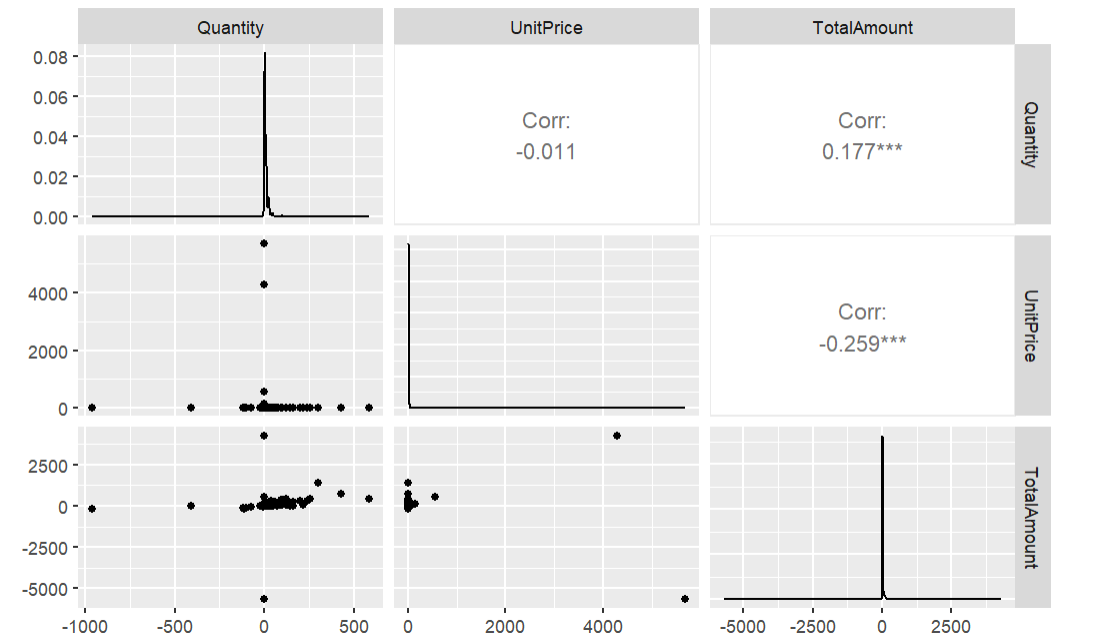 Quantity UnitPrice TotalAmount
0.08
0.06
0.04
0.02
0.00
Corr:
-0.011
Corr:
0.177***
Quantity
4000
2000
0
Corr:
-0.259***
UnitPrice
2500
0
-2500
-5000
TotalAmount
-1000 -500 0 500 0 2000 4000 -5000 -2500 0 2500